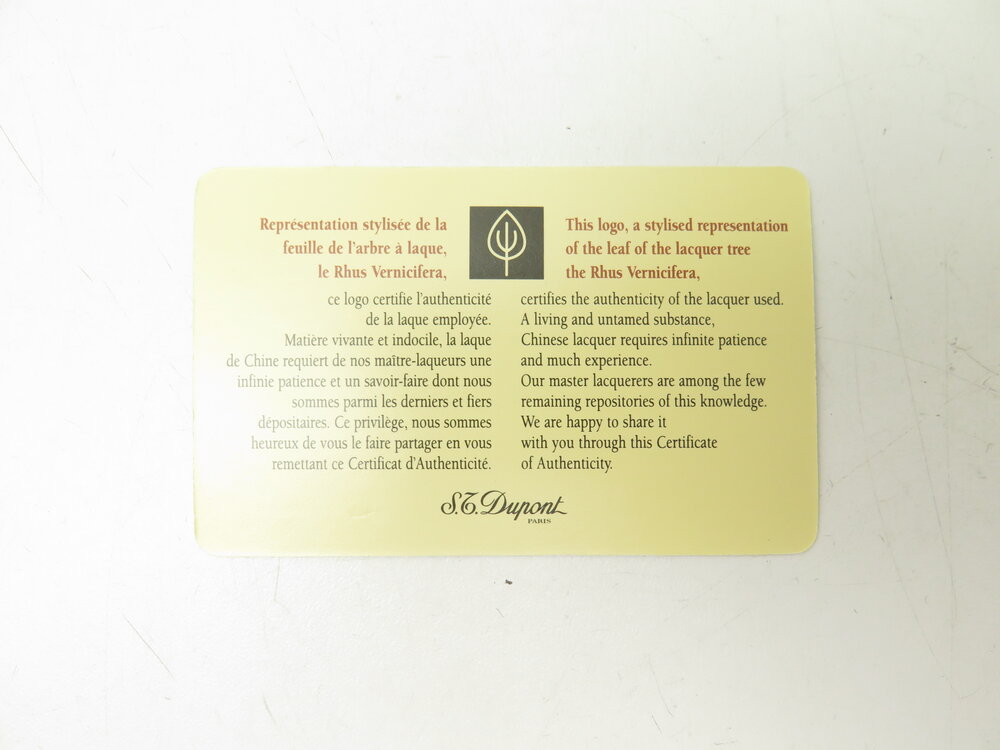 Représentation stylisée de la
feuille de l'arbre à laque,
le Rhus Vernicifera,
ce logo certifie l'authenticité
de la laque employée.
Matière vivante et indocile, la laque
de Chine requiert de nos maître-laqueurs une
infinie patience et un savoir-faire dont nous
sommes parmi les derniers et fiers
dépositaires. Ce privilège, nous sommes
heureux de vous le faire partager en vous
remettant ce Certificat d'Authenticité.
This logo, a stylised representation
of the leaf of the lacquer tree
the Rhus Vernicifera,
certifies the authenticity of the lacquer used.
A living and untamed substance,
Chinese lacquer requires infinite patience
and much experience.
Our master lacquerers are among the few
remaining repositories of this knowledge.
We are happy to share it
with you through this Certificate
of Authenticity.
S.T. Dupont
PARIS